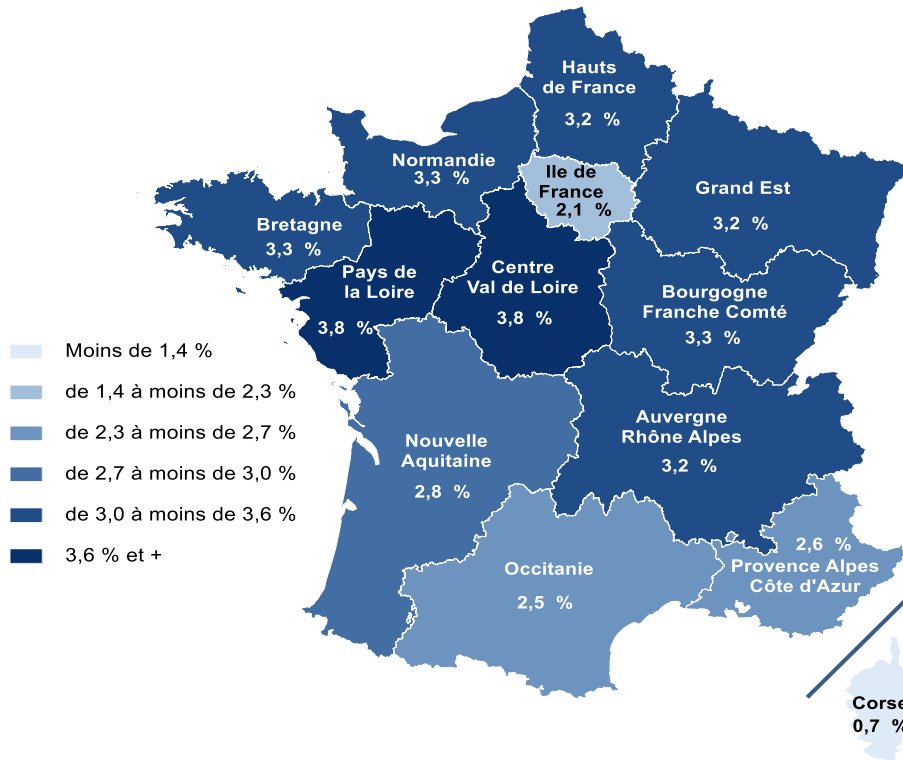 Hauts
de France
3,2 %
Normandie
3,3 %
Ile de
France
2,1 %
Grand Est
3,2 %
Bretagne
3,3 %
Pays de
la Loire
3,8 %
Centre
Val de Loire
3,8 %
Bourgogne
Franche Comté
3,3 %
Moins de 1,4 %
de 1,4 à moins de 2,3 %
de 2,3 à moins de 2,7 %
de 2,7 à moins de 3,0 %
de 3,0 à moins de 3,6 %
3,6 % et +
Nouvelle
Aquitaine
2,8 %
Auvergne
Rhône Alpes
3,2 %
Occitanie
2,5 %
2,6 %
Provence Alpes
Côte d'Azur
Corse
0,7 %